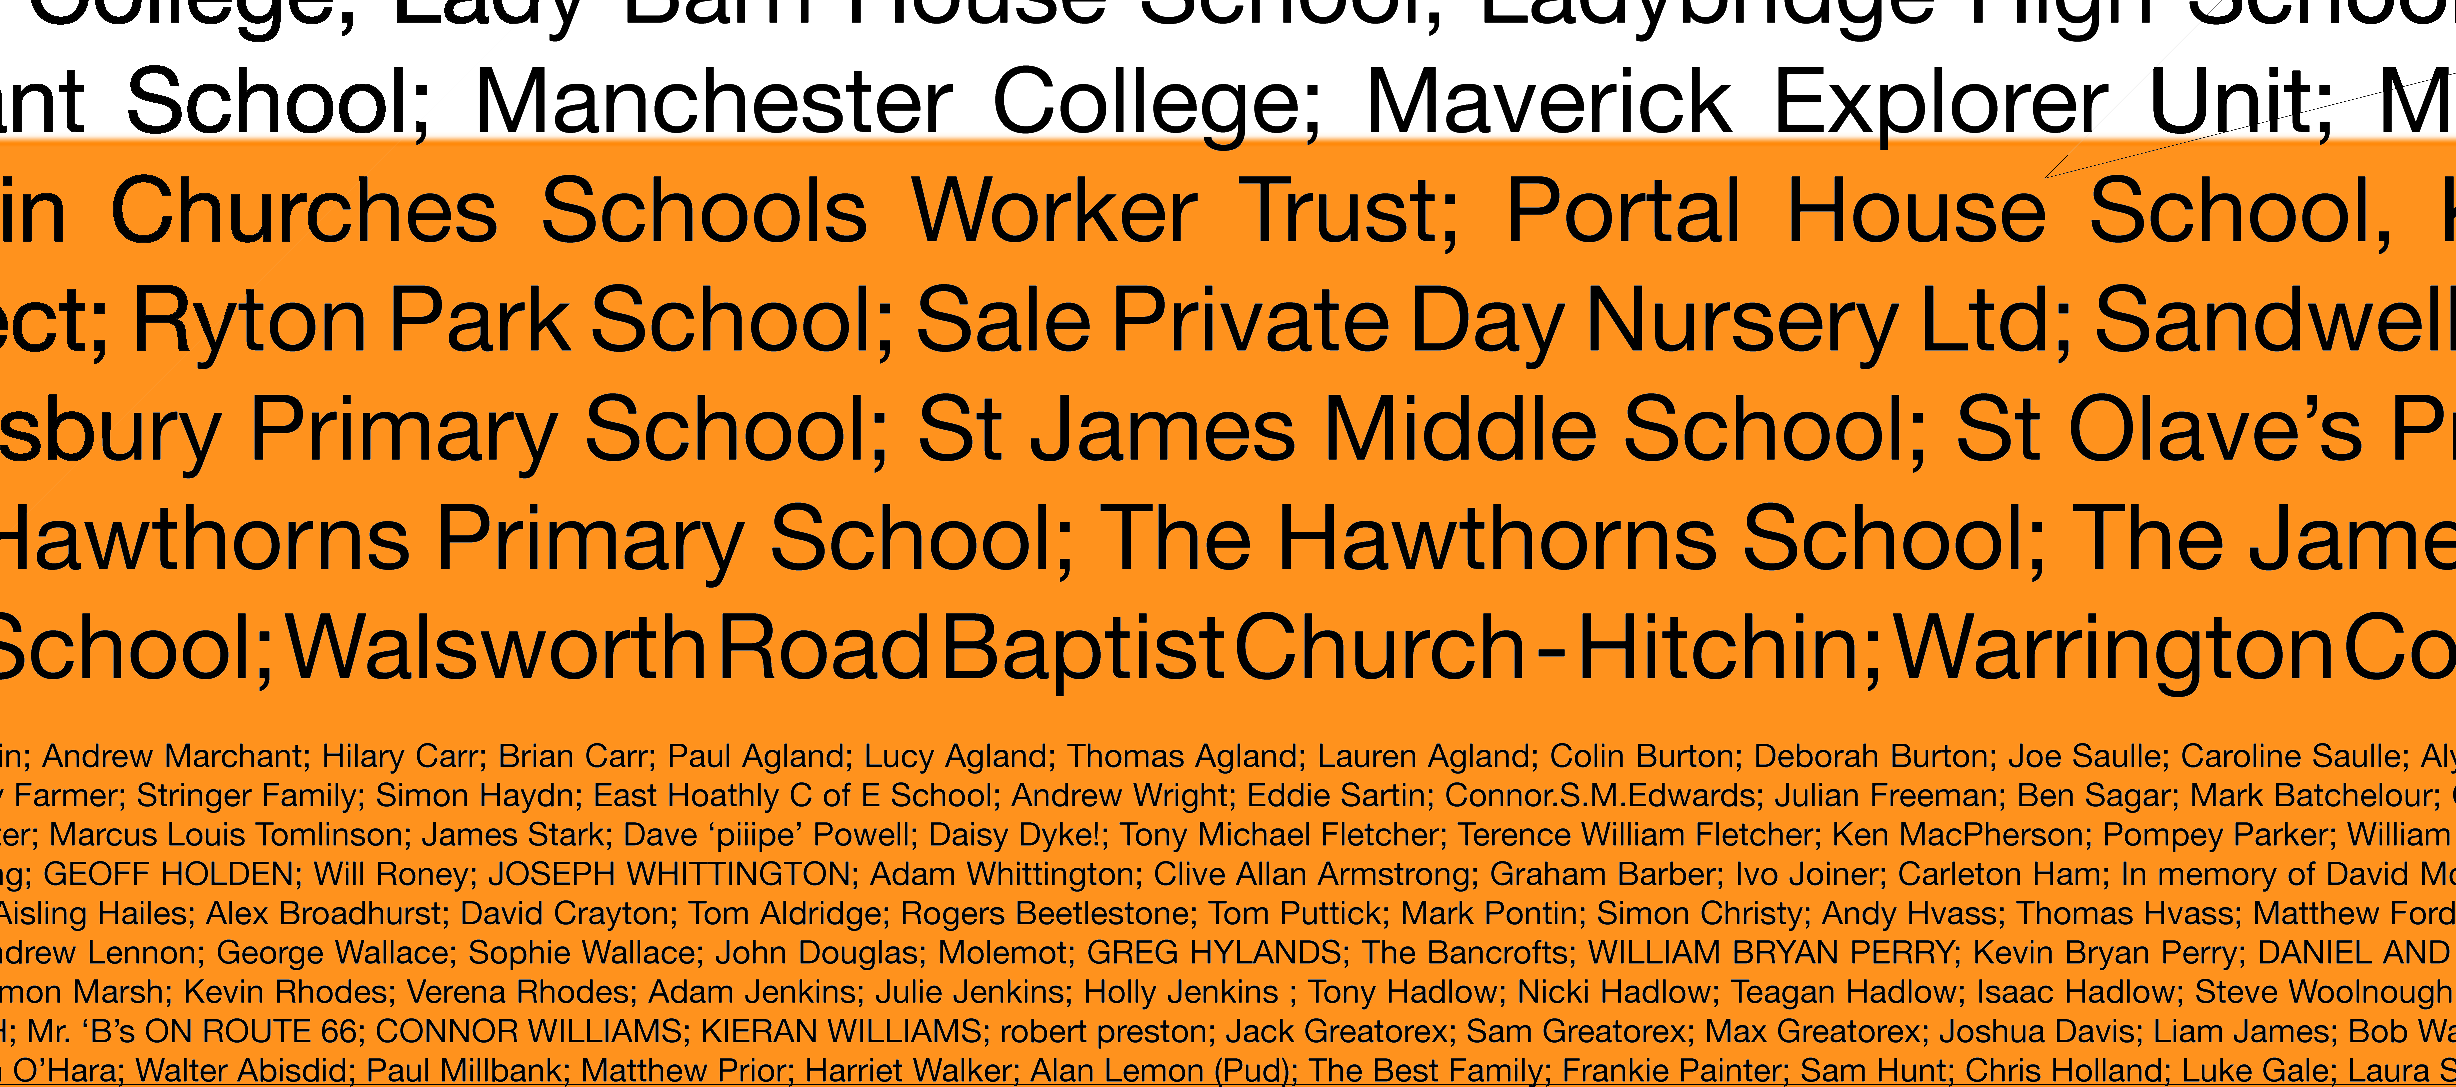 College; Lady Barn House School; Ladybridge High School
ant School; Manchester College; Maverick Explorer Unit; M
in Churches Schools Worker Trust; Portal House School,
ect; Ryton Park School; Sale Private Day Nursery Ltd; Sandwell
sbury Primary School; St James Middle School; St Olave’s P
Hawthorns Primary School; The Hawthorns School; The Jame
School; Walsworth Road Baptist Church - Hitchin; Warrington Co
in; Andrew Marchant; Hilary Carr; Brian Carr; Paul Agland; Lucy Agland; Thomas Agland; Lauren Agland; Colin Burton; Deborah Burton; Joe Saulle; Caroline Saulle; Aly
Farmer; Stringer Family; Simon Haydn; East Hoathly C of E School; Andrew Wright; Eddie Sartin; Connor.S.M.Edwards; Julian Freeman; Ben Sagar; Mark Batchelour;
er; Marcus Louis Tomlinson; James Stark; Dave ‘piiipe’ Powell; Daisy Dyke!; Tony Michael Fletcher; Terence William Fletcher; Ken MacPherson; Pompey Parker; William
ng; GEOFF HOLDEN; Will Roney; JOSEPH WHITTINGTON; Adam Whittington; Clive Allan Armstrong; Graham Barber; Ivo Joiner; Carleton Ham; In memory of David Mc
Aisling Hailes; Alex Broadhurst; David Crayton; Tom Aldridge; Rogers Beetlestone; Tom Puttick; Mark Pontin; Simon Christy; Andy Hvass; Thomas Hvass; Matthew Ford
ndrew Lennon; George Wallace; Sophie Wallace; John Douglas; Molemot; GREG HYLANDS; The Bancrofts; WILLIAM BRYAN PERRY; Kevin Bryan Perry; DANIEL AND
mon Marsh; Kevin Rhodes; Verena Rhodes; Adam Jenkins; Julie Jenkins; Holly Jenkins ; Tony Hadlow; Nicki Hadlow; Teagan Hadlow; Isaac Hadlow; Steve Woolnough
H; Mr. ‘B’s ON ROUTE 66; CONNOR WILLIAMS; KIERAN WILLIAMS; robert preston; Jack Greatorex; Sam Greatorex; Max Greatorex; Joshua Davis; Liam James; Bob Wa
O’Hara; Walter Abisdid; Paul Millbank; Matthew Prior; Harriet Walker; Alan Lemon (Pud); The Best Family; Frankie Painter; Sam Hunt; Chris Holland; Luke Gale; Laura S